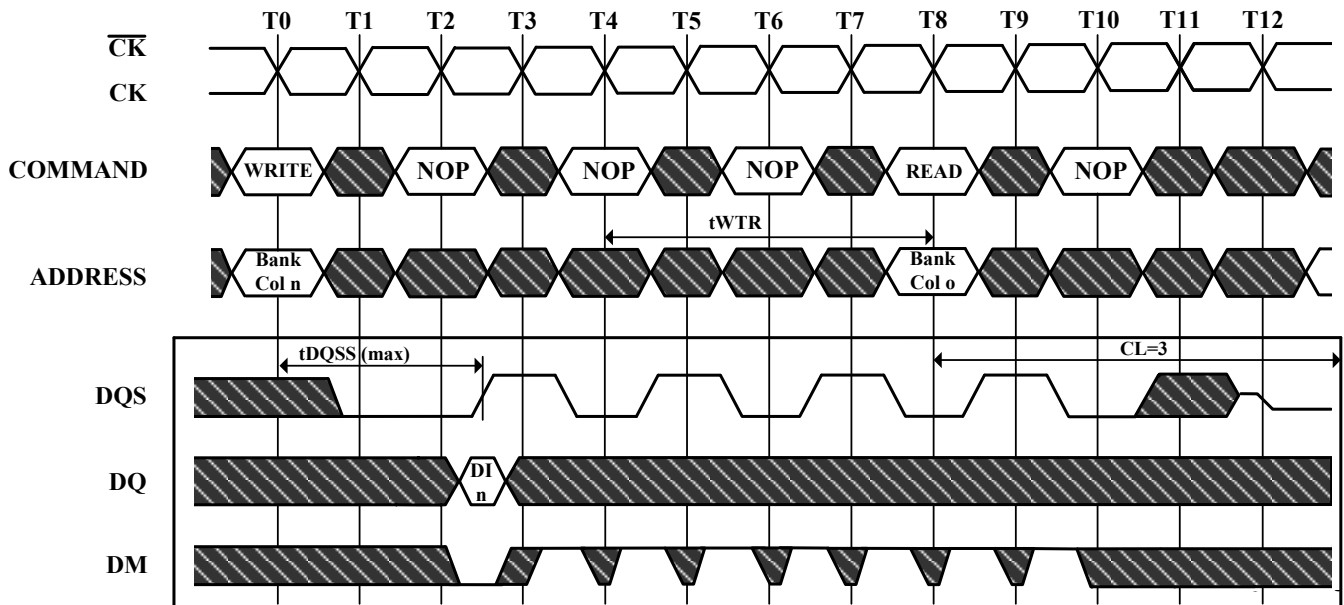 T0 T1 T2 T3 T4 T5 T6 T7 T8 T9 T10 T11 T12
CK
CK
COMMAND WRITE NOP NOP NOP READ NOP
tWTR
ADDRESS Bank Col n Bank Col o
tDQSS (max) CL=3
DQS
DQ DI n
DM